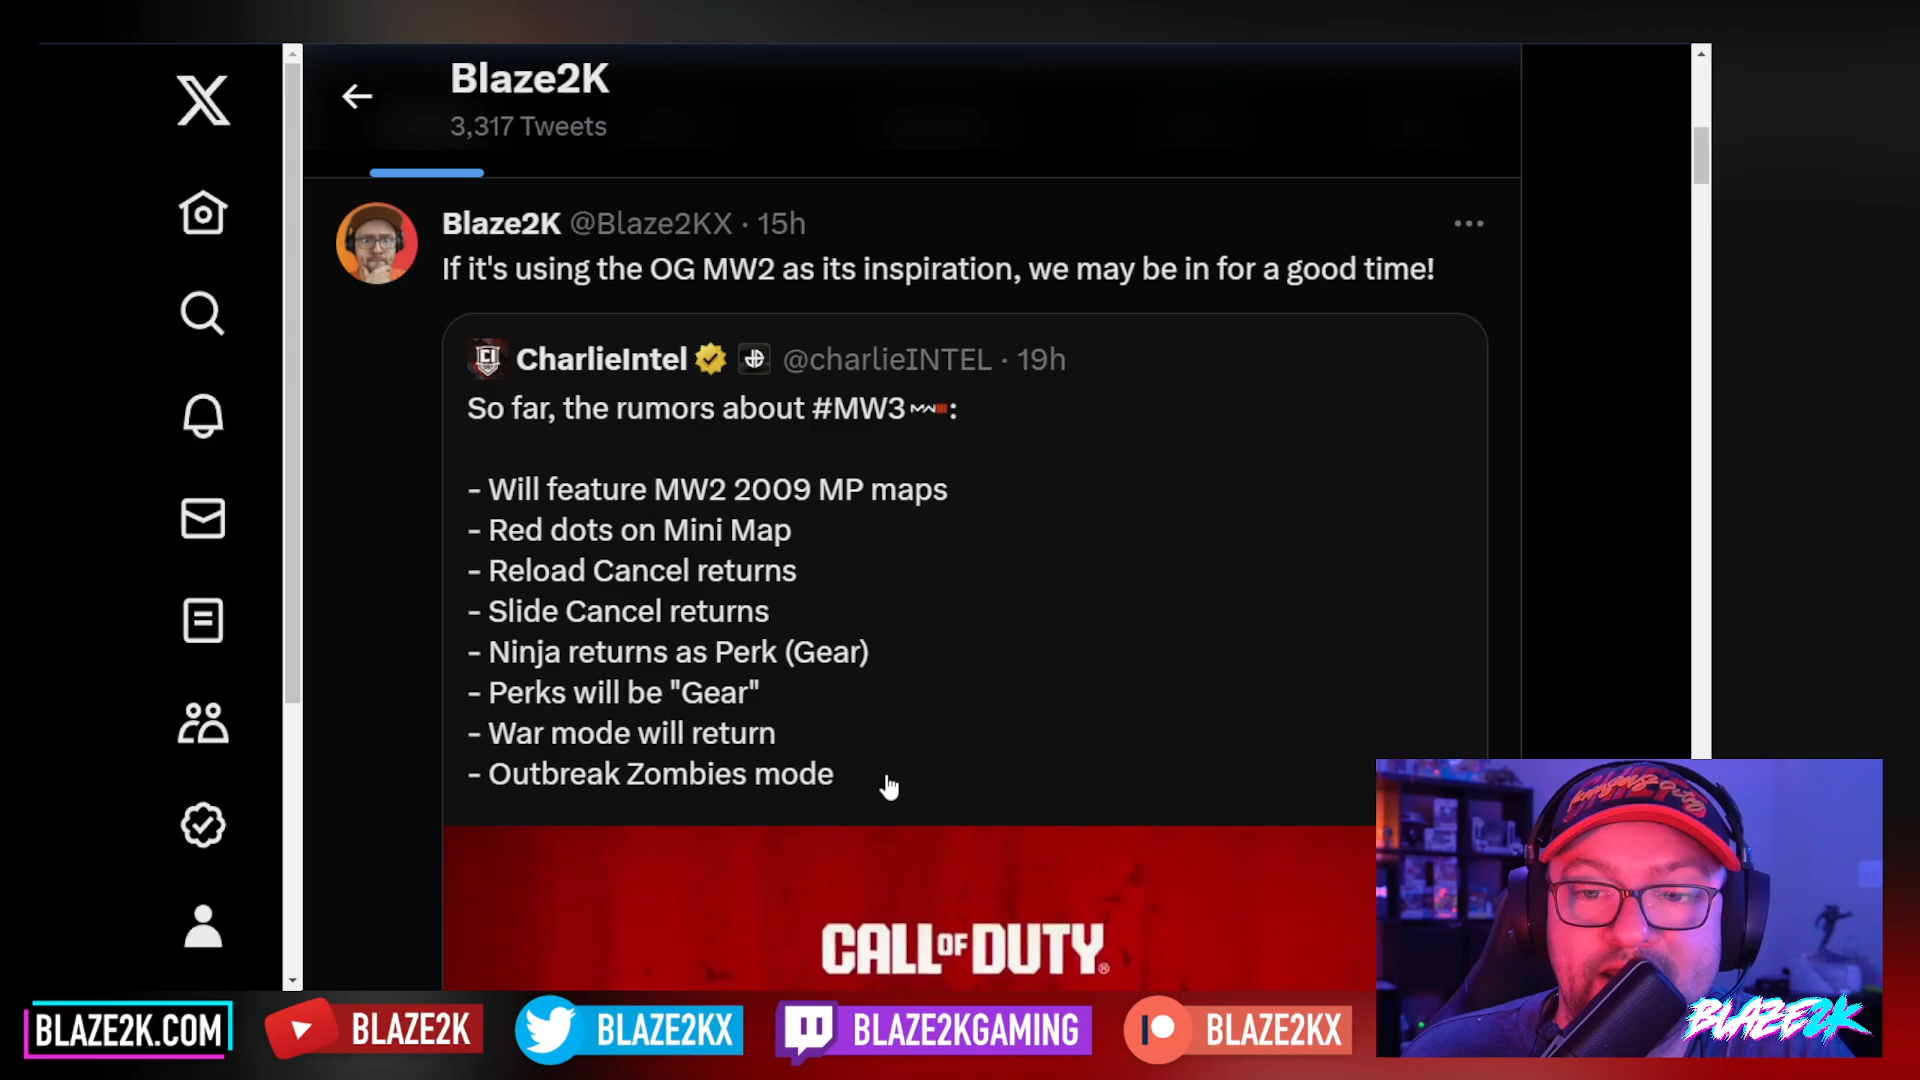 Blaze2K
3,317 Tweets
Blaze2K @Blaze2KX · 15h
If it's using the OG MW2 as its inspiration, we may be in for a good time!
CI CharlieIntel @charlieINTEL · 19h
So far, the rumors about #MW3 :
- Will feature MW2 2009 MP maps
- Red dots on Mini Map
- Reload Cancel returns
- Slide Cancel returns
- Ninja returns as Perk (Gear)
- Perks will be "Gear"
- War mode will return
- Outbreak Zombies mode
CALL OF DUTY®
BLAZE2K
BLAZE2K.COM
BLAZE2K
BLAZE2KX
BLAZE2KGAMING
BLAZE2KX